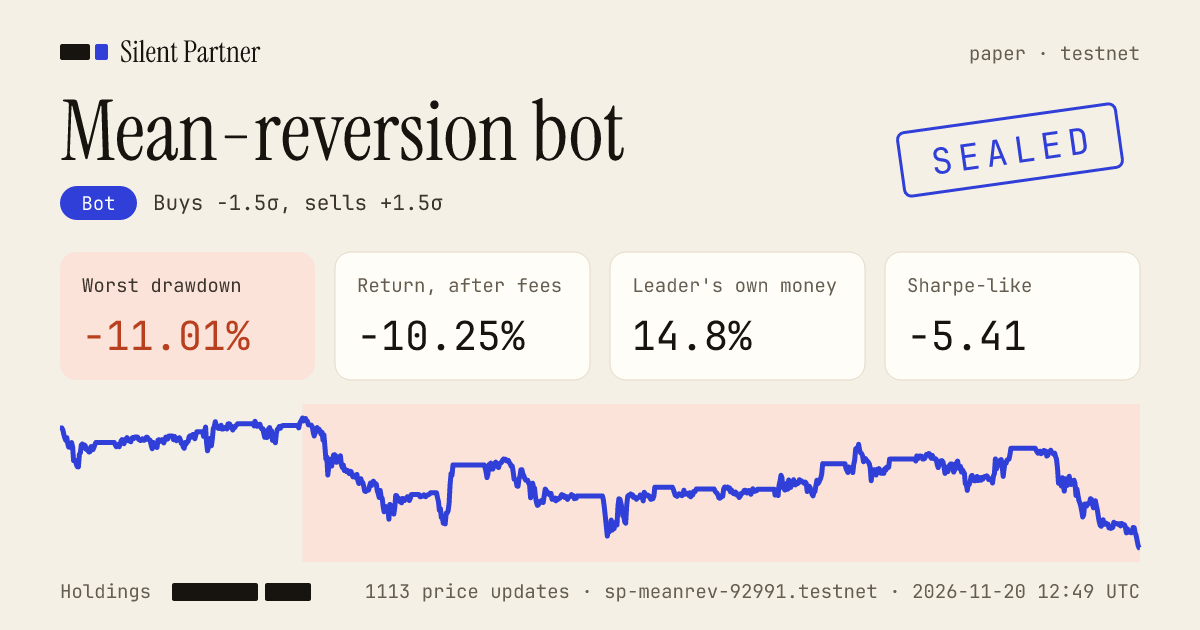 Silent Partner
paper · testnet
Mean-reversion bot
SEALED
Bot
Buys -1.5σ, sells +1.5σ
Worst drawdown
-11.01%
Return, after fees
-10.25%
Leader's own money
14.8%
Sharpe-like
-5.41
Holdings
1113 price updates · sp-meanrev-92991.testnet · 2026-11-20 12:49 UTC